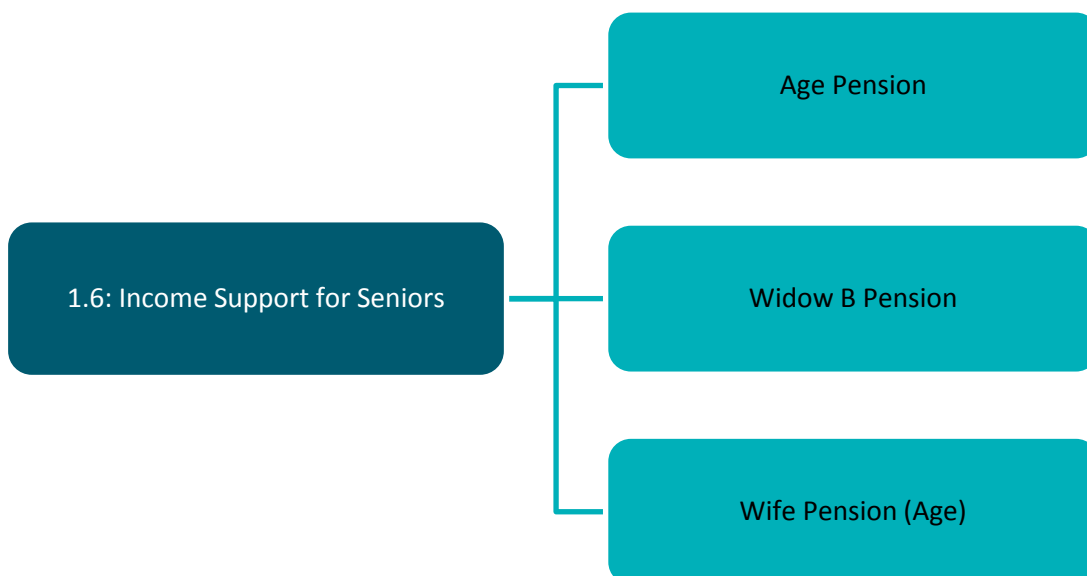 Age Pension
1.6: Income Support for Seniors
Widow B Pension
Wife Pension (Age)